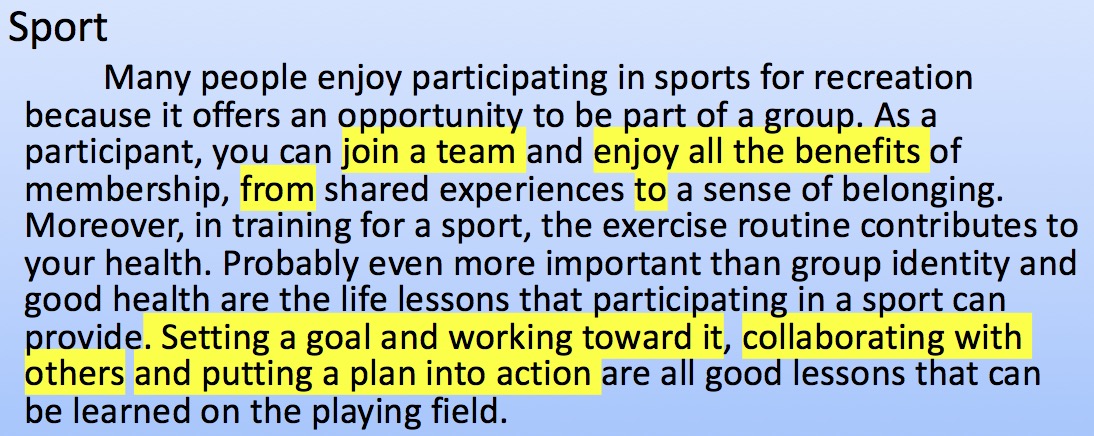 Sport
Many people enjoy participating in sports for recreation
because it offers an opportunity to be part of a group. As a
participant, you can join a team and enjoy all the benefits of
membership, from shared experiences to a sense of belonging.
Moreover, in training for a sport, the exercise routine contributes to
your health. Probably even more important than group identity and
good health are the life lessons that participating in a sport can
provide. Setting a goal and working toward it, collaborating with
others and putting a plan into action are all good lessons that can
be learned on the playing field.